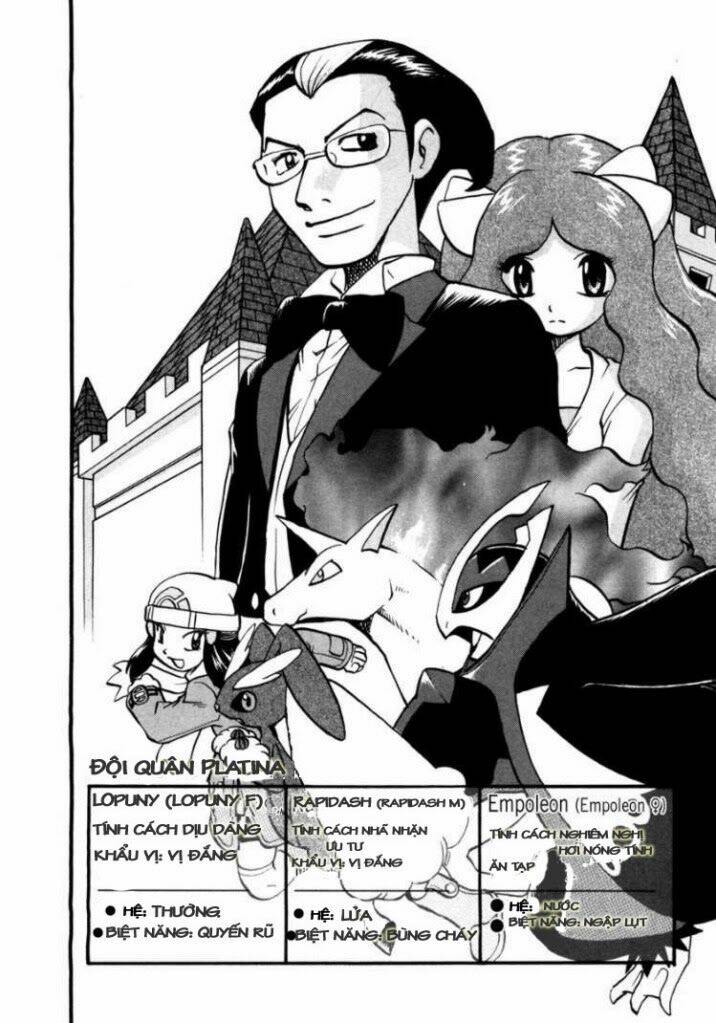 ĐỘI QUÂN PLATINA
LOPUNY (LOPUNY F)
TÍNH CÁCH DỊU DÀNG
KHẨU VỊ: VỊ ĐẮNG
• HỆ: THƯỜNG
• BIỆT NĂNG: QUYẾN RŨ
RAPIDASH (RAPIDASH M)
TÍNH CÁCH NHÃ NHẶN
ƯU TƯ
KHẨU VỊ: VỊ ĐẮNG
• HỆ: LỬA
• BIỆT NĂNG: BÙNG CHÁY
Empoleon (Empoleon ♀)
TÍNH CÁCH NGHIÊM NGHỊ
HƠI NÓNG TÍNH
ĂN TẠP
• HỆ: NƯỚC
• BIỆT NĂNG: NGẬP LỤT